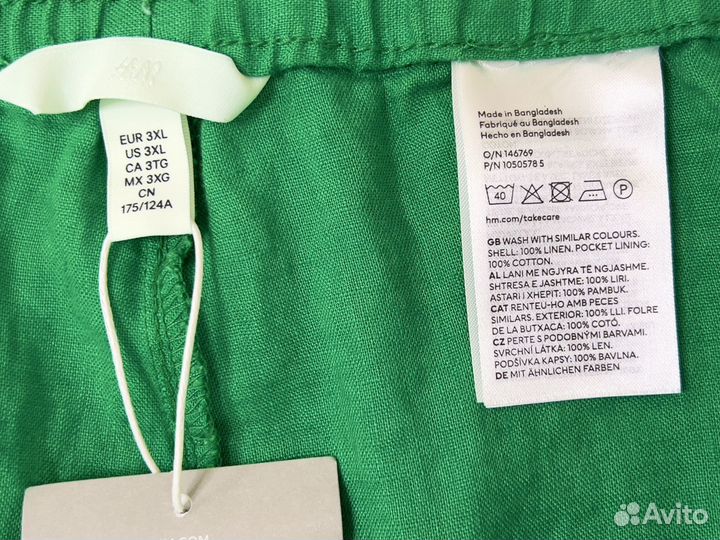 H&M
EUR 3XL
US 3XL
CA 3TG
MX 3XG
CN
175/124A
Made in Bangladesh
Fabriqué au Bangladesh
Hecho en Bangladesh
O/N 146769
P/N 1050578 5
40
P
hm.com/takecare
GB WASH WITH SIMILAR COLOURS.
SHELL: 100% LINEN. POCKET LINING:
100% COTTON.
AL LANI ME NGJYRA TË NGJASHME.
SHTRESA E JASHTME: 100% LIRI.
ASTARI I XHEPIT: 100% PAMBUK.
CAT RENTEU-HO AMB PECES
SIMILARS. EXTERIOR: 100% LLI. FOLRE
DE LA BUTXACA: 100% COTÓ.
CZ PERTE S PODOBNÝMI BARVAMI.
SVRCHNÍ LÁTKA: 100% LEN.
PODŠÍVKA KAPSY: 100% BAVLNA.
DE MIT ÄHNLICHEN FARBEN
Avito